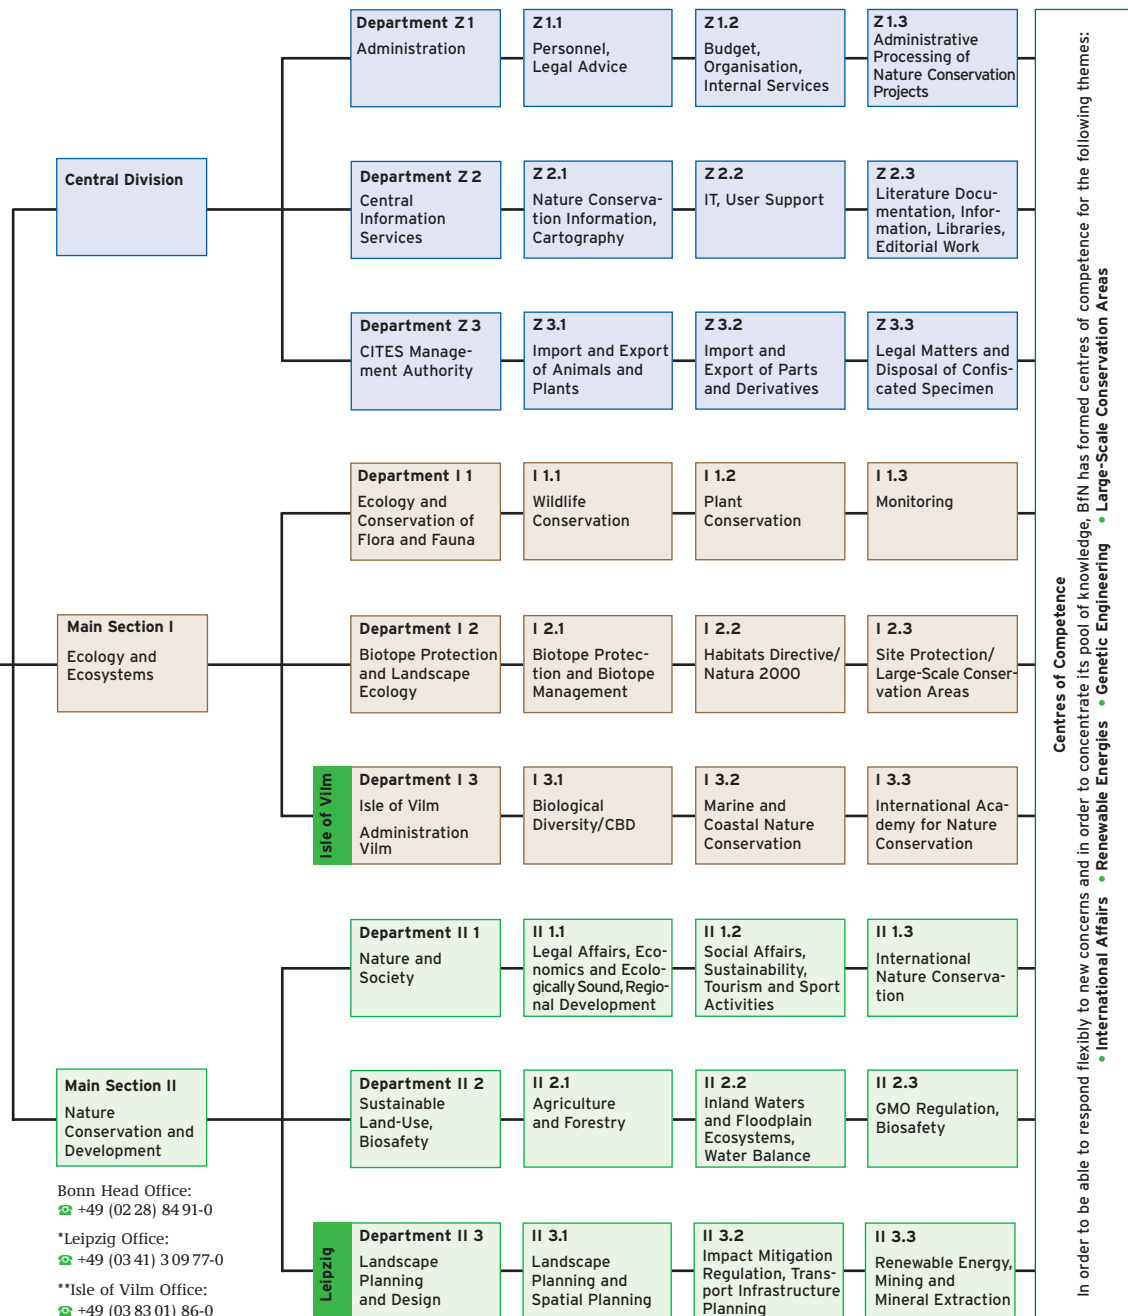 Department Z 1
Administration
Z 1.1
Personnel,
Legal Advice
Z 1.2
Budget,
Organisation,
Internal Services
Z 1.3
Administrative
Processing of
Nature Conservation
Projects
Central Division
Department Z 2
Central
Information
Services
Z 2.1
Nature Conserva-
tion Information,
Cartography
Z 2.2
IT, User Support
Z 2.3
Literature Docu-
mentation, Infor-
mation, Libraries,
Editorial Work
Department Z 3
CITES Manage-
ment Authority
Z 3.1
Import and Export
of Animals and
Plants
Z 3.2
Import and
Export of Parts
and Derivatives
Z 3.3
Legal Matters and
Disposal of Confis-
cated Specimen
Department I 1
Ecology and
Conservation of
Flora and Fauna
I 1.1
Wildlife
Conservation
I 1.2
Plant
Conservation
I 1.3
Monitoring
Main Section I
Ecology and
Ecosystems
Department I 2
Biotope Protection
and Landscape
Ecology
I 2.1
Biotope Protec-
tion and Biotope
Management
I 2.2
Habitats Directive/
Natura 2000
I 2.3
Site Protection/
Large-Scale Conser-
vation Areas
Isle of Vilm
Department I 3
Isle of Vilm
Administration
Vilm
I 3.1
Biological
Diversity/CBD
I 3.2
Marine and
Coastal Nature
Conservation
I 3.3
International Aca-
demy for Nature
Conservation
Department II 1
Nature and
Society
II 1.1
Legal Affairs, Eco-
nomics and Ecolo-
gically Sound, Regio-
nal Development
II 1.2
Social Affairs,
Sustainability,
Tourism and Sport
Activities
II 1.3
International
Nature Conserva-
tion
Main Section II
Nature
Conservation and
Development
Department II 2
Sustainable
Land-Use,
Biosafety
II 2.1
Agriculture
and Forestry
II 2.2
Inland Waters
and Floodplain
Ecosystems,
Water Balance
II 2.3
GMO Regulation,
Biosafety
Leipzig
Department II 3
Landscape
Planning
and Design
II 3.1
Landscape
Planning and
Spatial Planning
II 3.2
Impact Mitigation
Regulation, Trans-
port Infrastructure
Planning
II 3.3
Renewable Energy,
Mining and
Mineral Extraction
Bonn Head Office:
☎ +49 (02 28) 84 91-0
*Leipzig Office:
☎ +49 (03 41) 3 09 77-0
**Isle of Vilm Office:
☎ +49 (03 83 01) 86-0
Centres of Competence
In order to be able to respond flexibly to new concerns and in order to concentrate its pool of knowledge, BfN has formed centres of competence for the following themes:
• International Affairs • Renewable Energies • Genetic Engineering • Large-Scale Conservation Areas